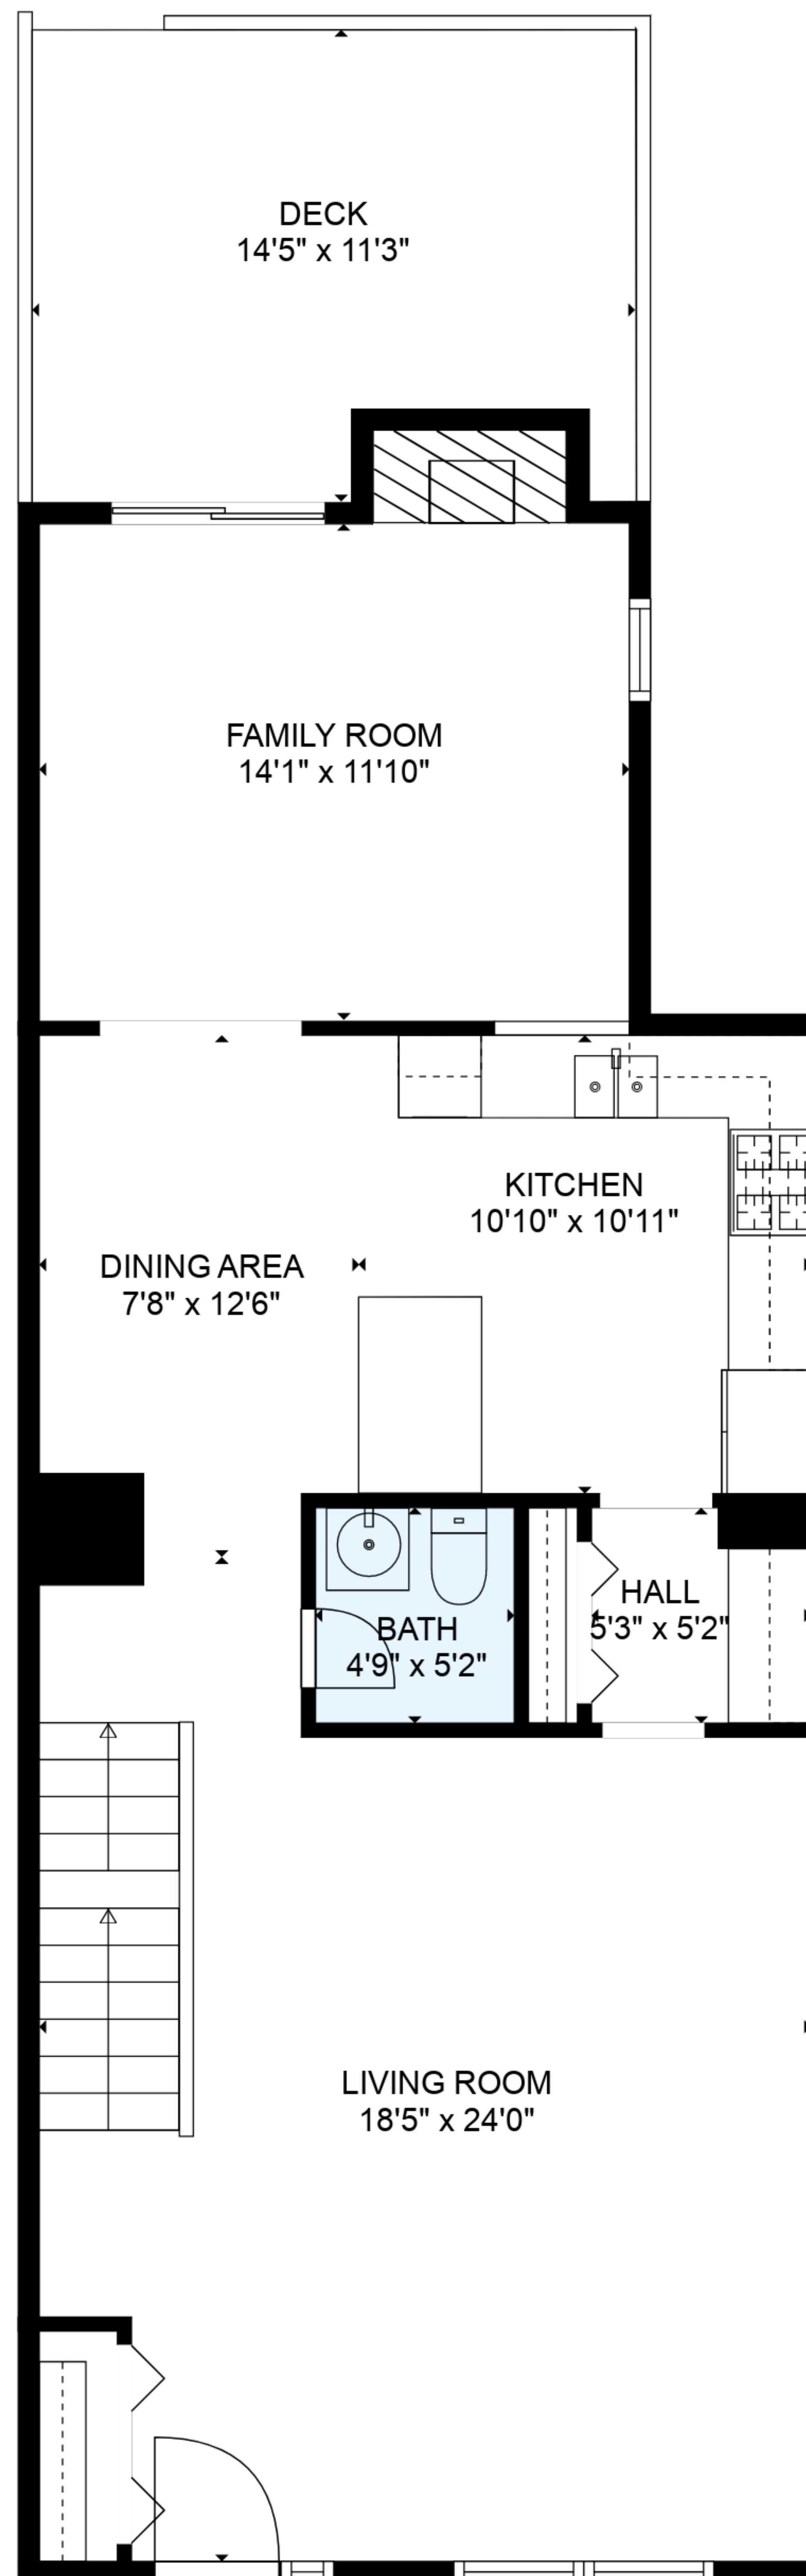 DECK
14'5" x 11'3"
FAMILY ROOM
14'1" x 11'10"
KITCHEN
10'10" x 10'11"
DINING AREA
7'8" x 12'6"
HALL
5'3" x 5'2"
BATH
4'9" x 5'2"
LIVING ROOM
18'5" x 24'0"